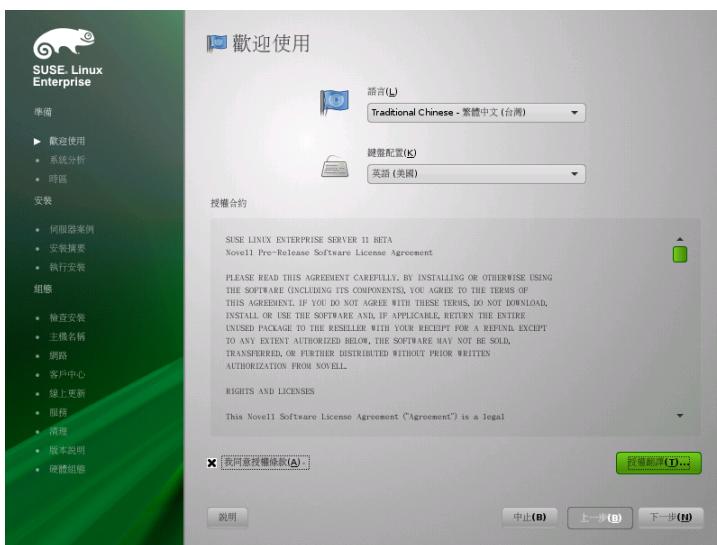 SUSE. Linux
Enterprise
準備
歡迎使用
系統分析
時區
安裝
伺服器案例
安裝摘要
執行安裝
組態
檢查安裝
主機名稱
網路
客戶中心
線上更新
服務
清理
版本說明
硬體組態
歡迎使用
語言(L)
Traditional Chinese - 繁體中文 (台灣)
鍵盤配置(K)
英語 (美國)
授權合約
SUSE LINUX ENTERPRISE SERVER 11 BETA
Novell Pre-Release Software License Agreement
PLEASE READ THIS AGREEMENT CAREFULLY. BY INSTALLING OR OTHERWISE USING
THE SOFTWARE (INCLUDING ITS COMPONENTS), YOU AGREE TO THE TERMS OF
THIS AGREEMENT. IF YOU DO NOT AGREE WITH THESE TERMS, DO NOT DOWNLOAD,
INSTALL OR USE THE SOFTWARE AND, IF APPLICABLE, RETURN THE ENTIRE
UNUSED PACKAGE TO THE RESELLER WITH YOUR RECEIPT FOR A REFUND. EXCEPT
TO ANY EXTENT AUTHORIZED BELOW, THE SOFTWARE MAY NOT BE SOLD,
TRANSFERRED, OR FURTHER DISTRIBUTED WITHOUT PRIOR WRITTEN
AUTHORIZATION FROM NOVELL.
RIGHTS AND LICENSES
This Novell Software License Agreement ("Agreement") is a legal
我同意授權條款(A)。
授權翻譯(T)...
說明
中止(B)
上一步(B)
下一步(N)